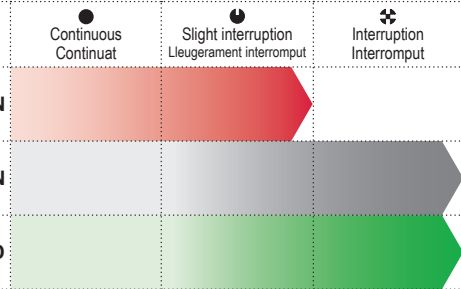 Continuous
Continuat
Slight interruption
Lleugerament interromput
Interruption
Interromput
N
N